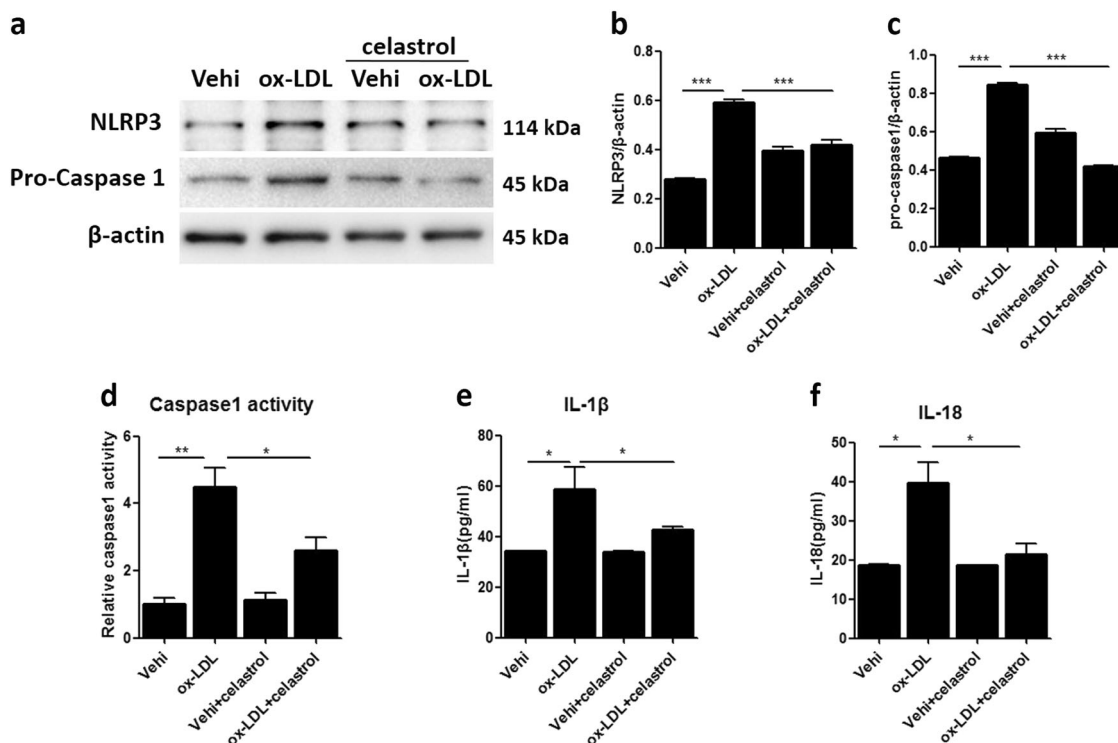 a
celastrol
Vehi ox-LDL Vehi ox-LDL
NLRP3 114 kDa
Pro-Caspase 1 45 kDa
β-actin 45 kDa
b
NLRP3/β-actin
0.8
0.6
0.4
0.2
0.0
*** ***
Vehi
ox-LDL
Vehi+celastrol
ox-LDL+celastrol
c
pro-caspase1/β-actin
1.0
0.8
0.6
0.4
0.2
0.0
*** ***
Vehi
ox-LDL
Vehi+celastrol
ox-LDL+celastrol
d
Caspase1 activity
Relative caspase1 activity
6
4
2
0
** *
Vehi
ox-LDL
Vehi+celastrol
ox-LDL+celastrol
e
IL-1β
IL-1β(pg/ml)
80
60
40
20
0
* *
Vehi
ox-LDL
Vehi+celastrol
ox-LDL+celastrol
f
IL-18
IL-18(pg/ml)
50
40
30
20
10
0
* *
Vehi
ox-LDL
Vehi+celastrol
ox-LDL+celastrol